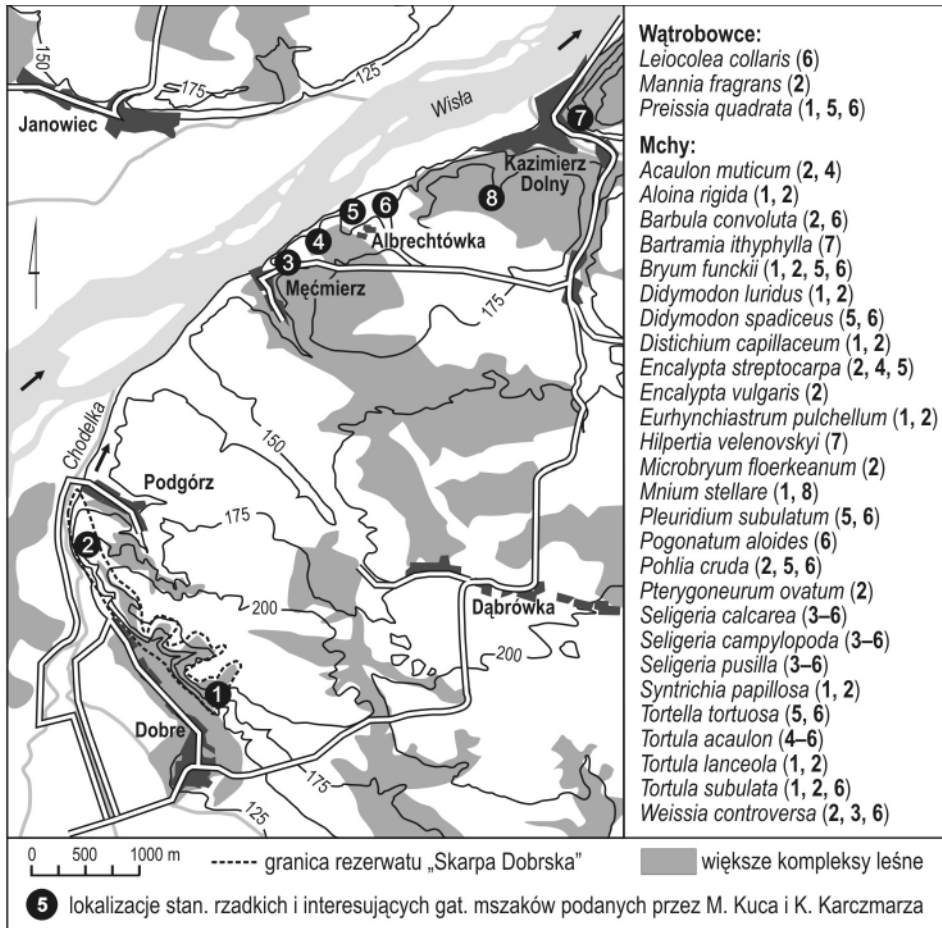 150
175
125
Janowiec
Wisła
7
Kazimierz
Dolny
8
6
5
Albrechtówka
4
3
Męćmierz
175
Chodelka
150
Podgórz
175
2
200
Dąbrówka
200
1
Dobre
175
125
Wątrobowce:
Leiocolea collaris (6)
Mannia fragrans (2)
Preissia quadrata (1, 5, 6)
Mchy:
Acaulon muticum (2, 4)
Aloina rigida (1, 2)
Barbula convoluta (2, 6)
Bartramia ithyphylla (7)
Bryum funckii (1, 2, 5, 6)
Didymodon luridus (1, 2)
Didymodon spadiceus (5, 6)
Distichium capillaceum (1, 2)
Encalypta streptocarpa (2, 4, 5)
Encalypta vulgaris (2)
Eurhynchiastrum pulchellum (1, 2)
Hilpertia velenovskyi (7)
Microbryum floerkeanum (2)
Mnium stellare (1, 8)
Pleuridium subulatum (5, 6)
Pogonatum aloides (6)
Pohlia cruda (2, 5, 6)
Pterygoneurum ovatum (2)
Seligeria calcarea (3–6)
Seligeria campylopoda (3–6)
Seligeria pusilla (3–6)
Syntrichia papillosa (1, 2)
Tortella tortuosa (5, 6)
Tortula acaulon (4–6)
Tortula lanceola (1, 2)
Tortula subulata (1, 2, 6)
Weissia controversa (2, 3, 6)
0 500 1000 m
granica rezerwatu „Skarpa Dobrska”
większe kompleksy leśne
5 lokalizacje stan. rzadkich i interesujących gat. mszaków podanych przez M. Kuca i K. Karczmarza